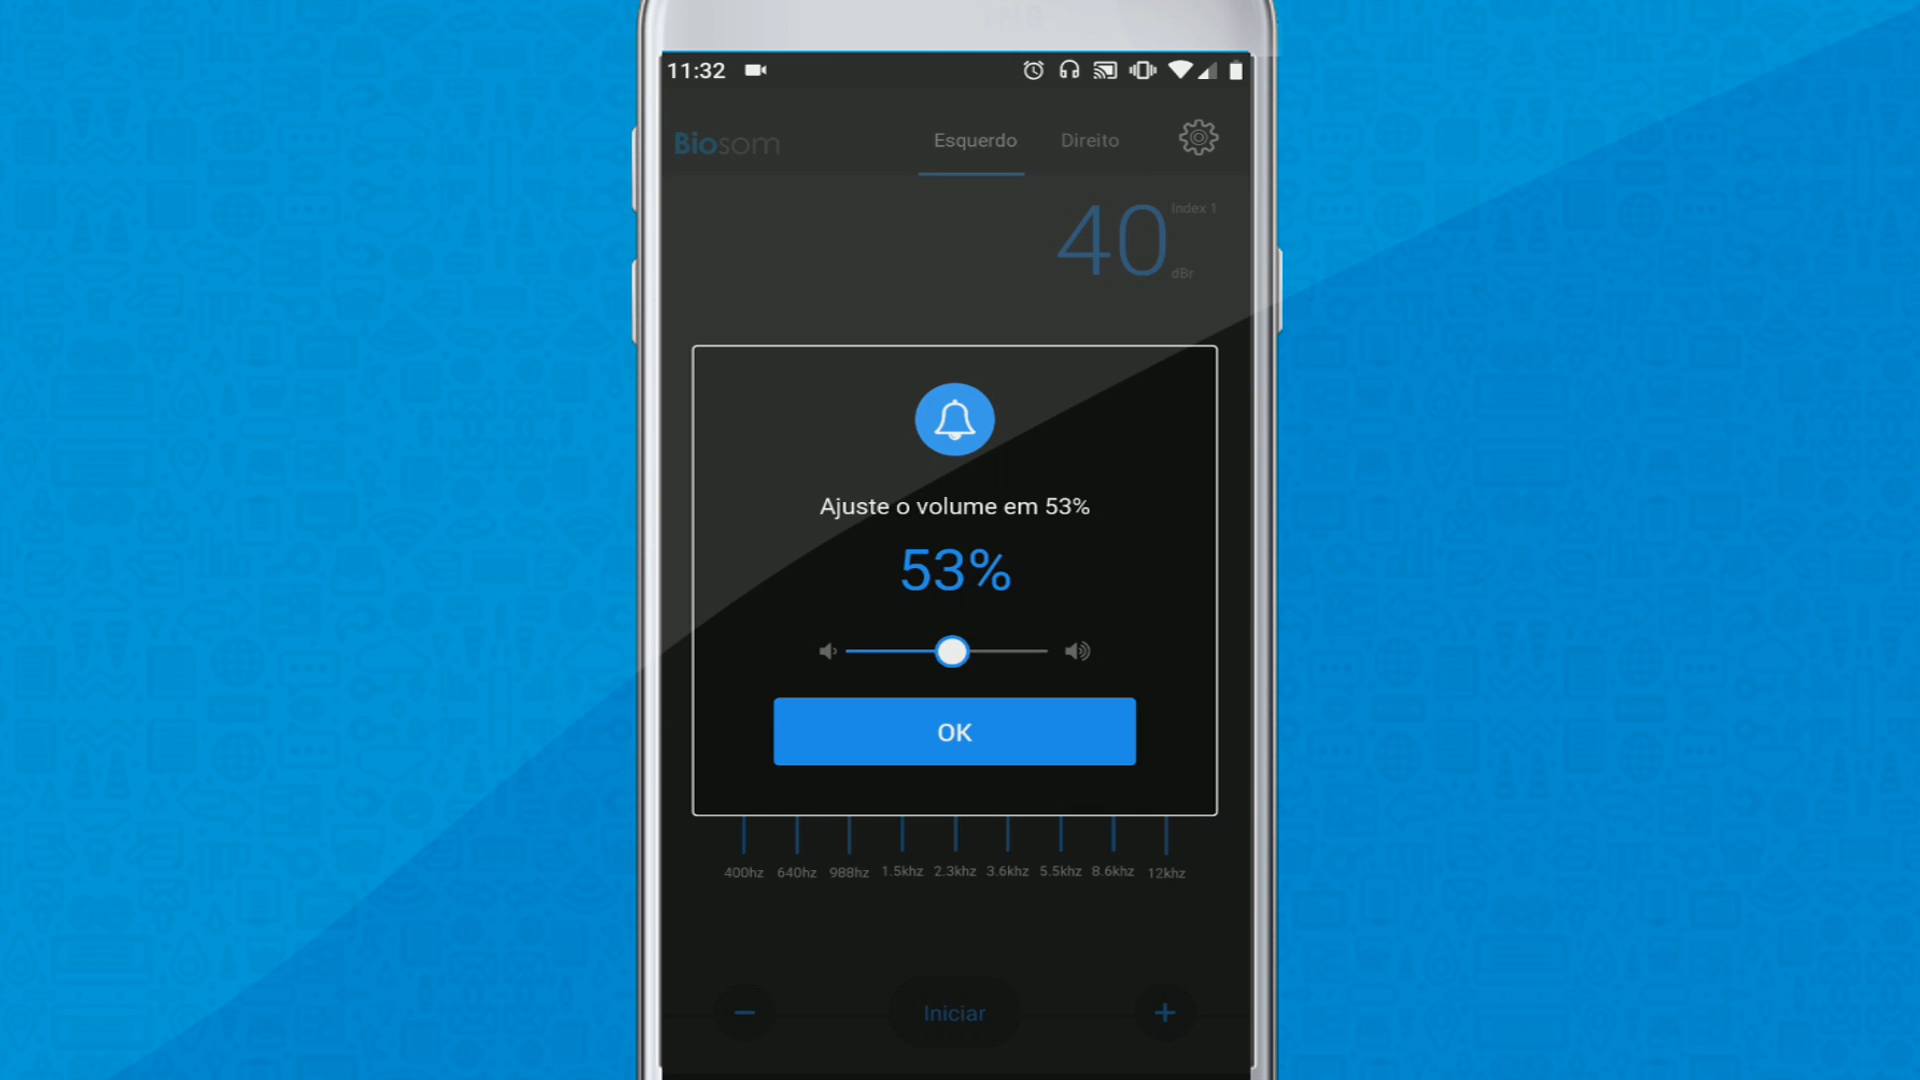 11:32
Biosom
Esquerdo
Direito
40
Index 1
dBr
Ajuste o volume em 53%
53%
OK
400hz 640hz 988hz 1.5khz 2.3khz 3.6khz 5.5khz 8.6khz 12khz
− Iniciar +